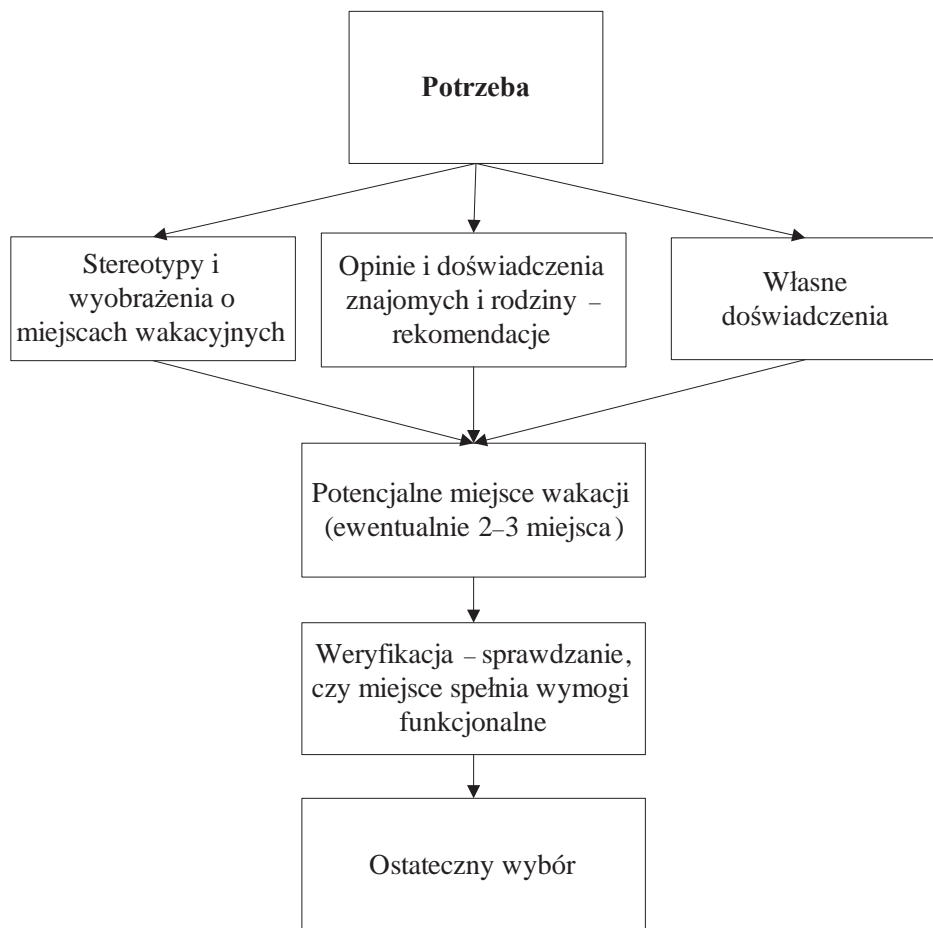 Potrzeba
Stereotypy i
wyobrażenia o
miejscach wakacyjnych
Opinie i doświadczenia
znajomych i rodziny –
rekomendacje
Własne
doświadczenia
Potencjalne miejsce wakacji
(ewentualnie 2–3 miejsca)
Weryfikacja – sprawdzanie,
czy miejsce spełnia wymogi
funkcjonalne
Ostateczny wybór